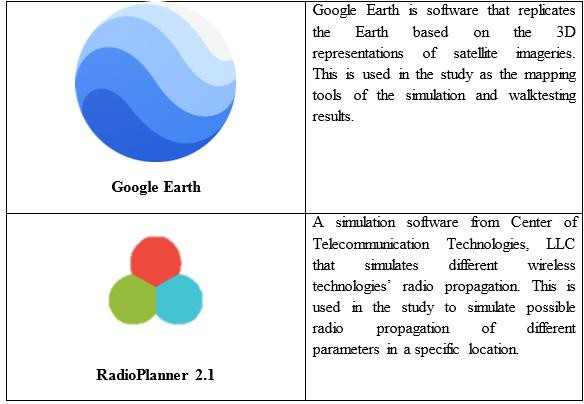 Google Earth
Google Earth is software that replicates
the Earth based on the 3D
representations of satellite imageries.
This is used in the study as the mapping
tools of the simulation and walktesting
results.
RadioPlanner 2.1
A simulation software from Center of
Telecommunication Technologies, LLC
that simulates different wireless
technologies’ radio propagation. This is
used in the study to simulate possible
radio propagation of different
parameters in a specific location.